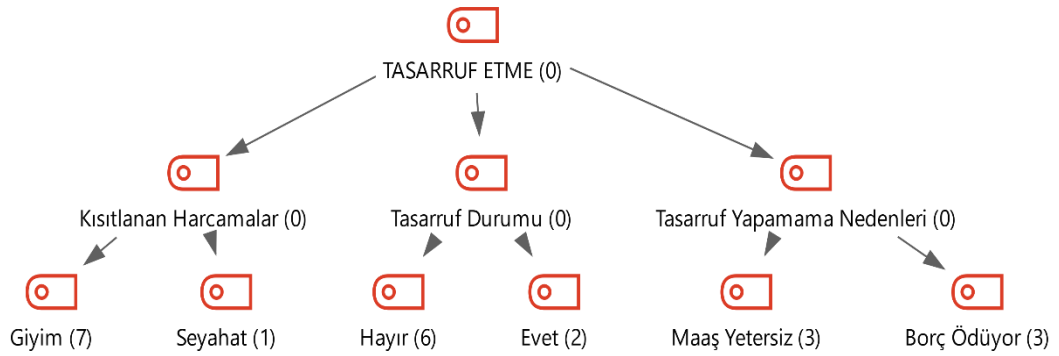 TASARRUF ETME (0)
Kısıtlanan Harcamalar (0) Tasarruf Durumu (0) Tasarruf Yapamama Nedenleri (0)
Giyim (7) Seyahat (1) Hayır (6) Evet (2) Maaş Yetersiz (3) Borç Ödüyor (3)